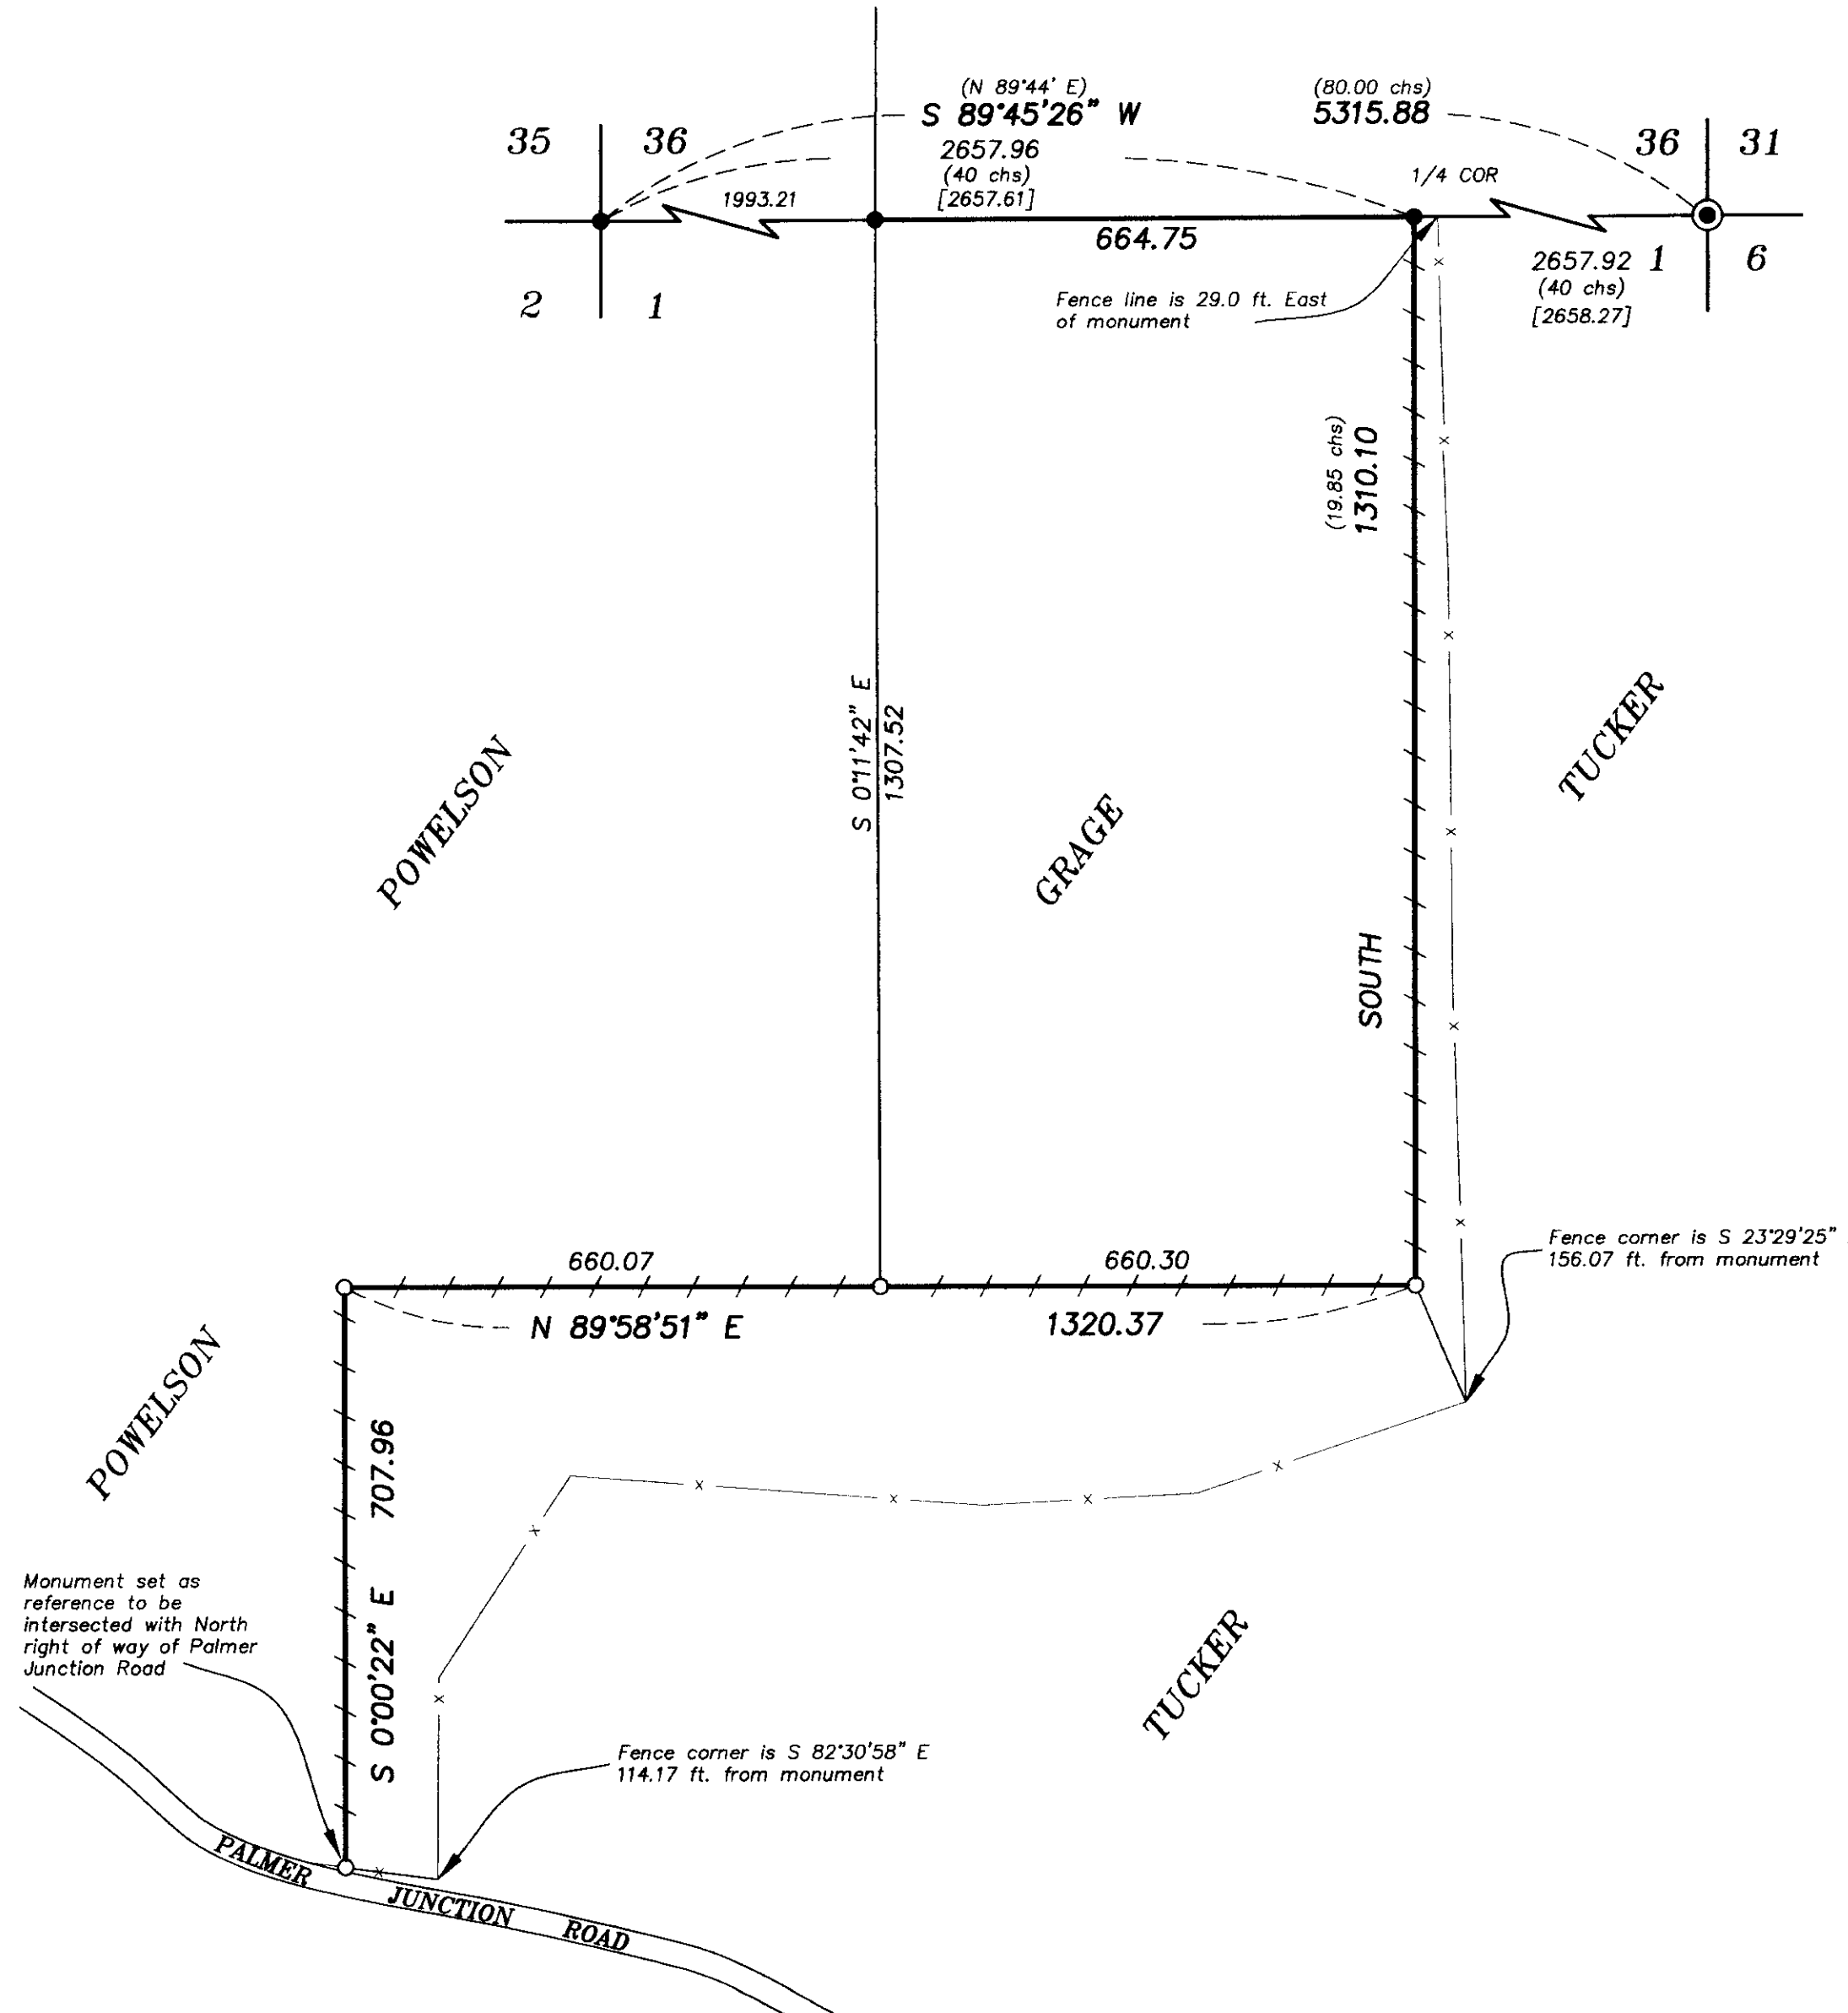 (N 89°44' E)
S 89°45'26" W
(80.00 chs)
5315.88
35
36
2657.96
(40 chs)
[2657.61]
1993.21
1/4 COR
36
31
664.75
2
1
Fence line is 29.0 ft. East
of monument
2657.92
(40 chs)
[2658.27]
1
6
(19.85 chs)
1310.10
S 0°11'42" E
1307.52
POWELSON
GRAGE
TUCKER
SOUTH
660.07
660.30
N 89°58'51" E
1320.37
Fence corner is S 23°29'25"
156.07 ft. from monument
POWELSON
707.96
S 0°00'22" E
Monument set as
reference to be
intersected with North
right of way of Palmer
Junction Road
TUCKER
Fence corner is S 82°30'58" E
114.17 ft. from monument
PALMER JUNCTION ROAD